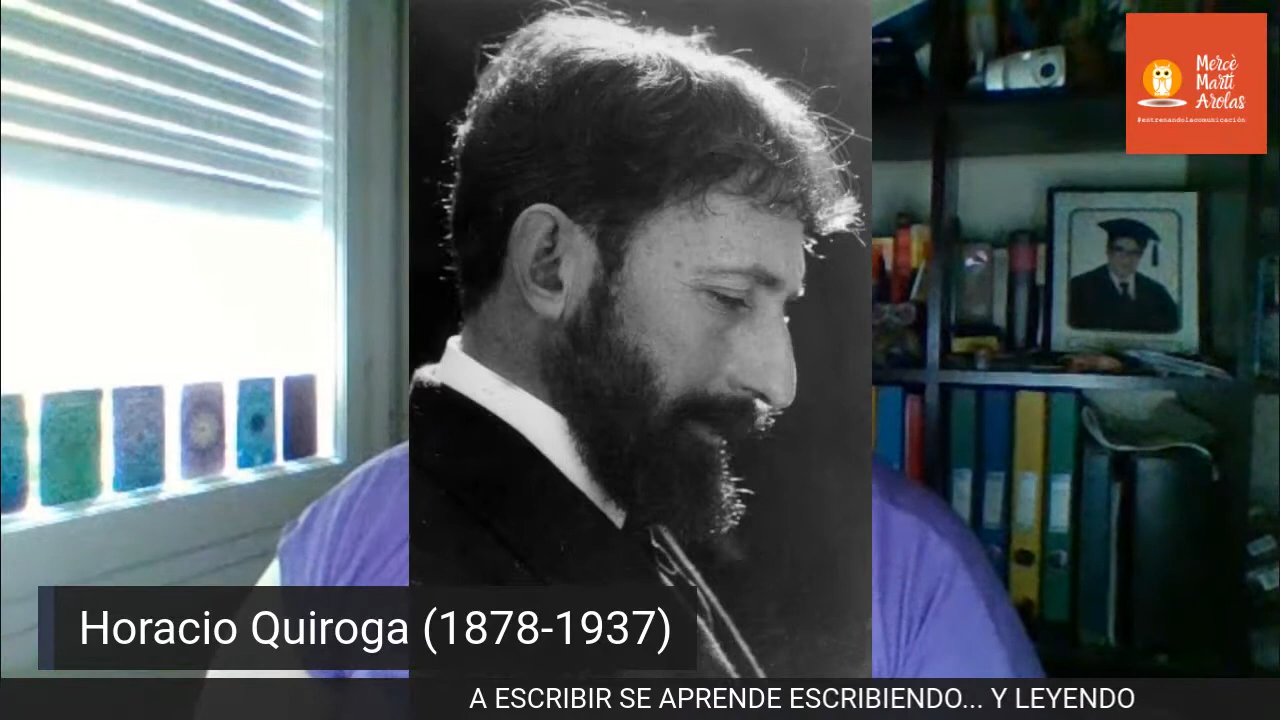 Mercè
Martí
Arolas
#entrenandolacomunicación
Horacio Quiroga (1878-1937)
A ESCRIBIR SE APRENDE ESCRIBIENDO... Y LEYENDO